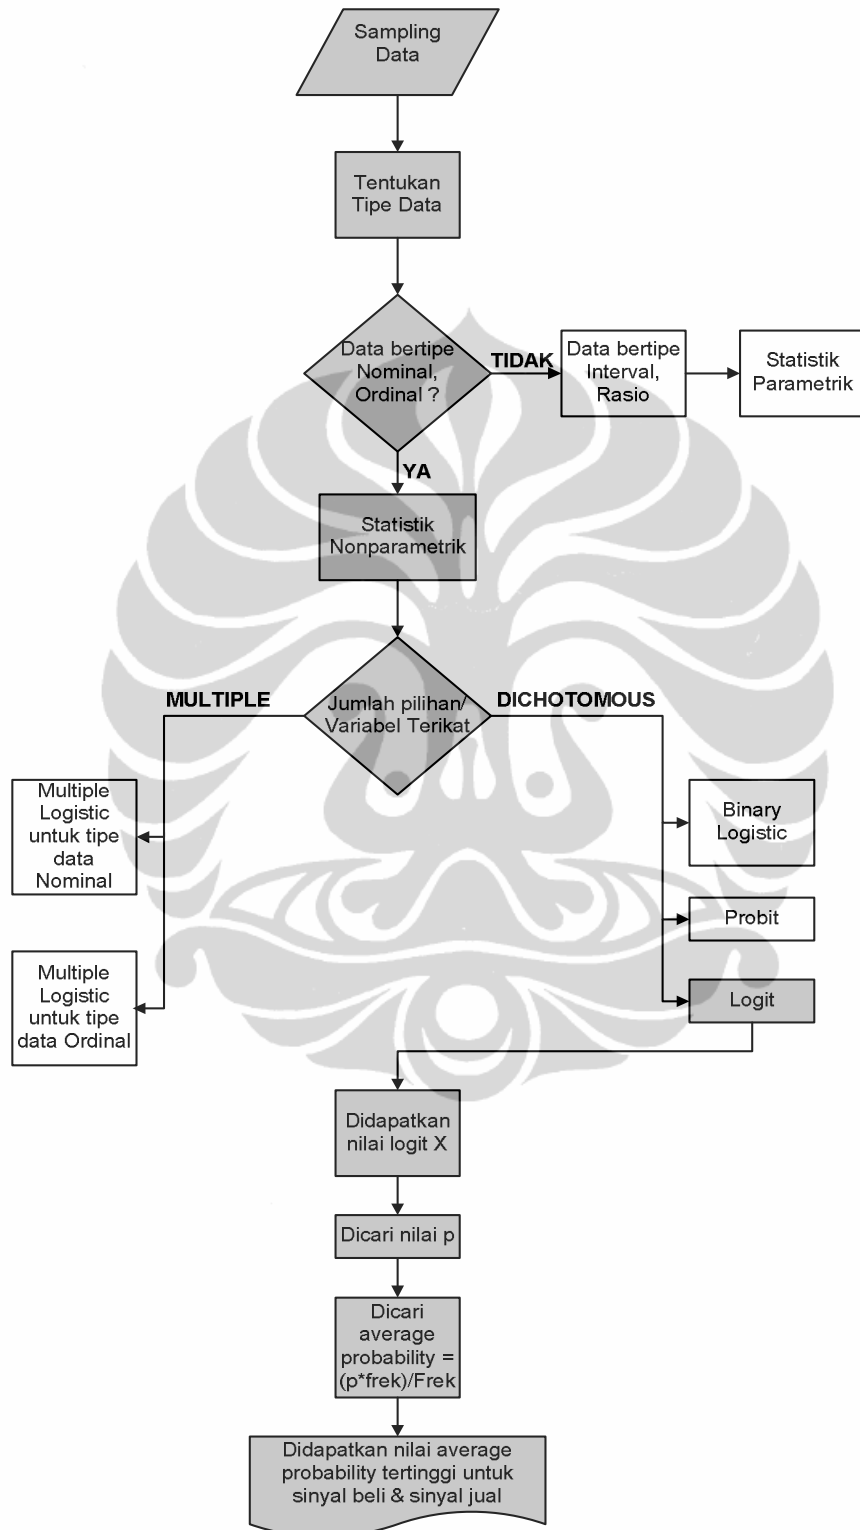 Sampling
Data
Tentukan
Tipe Data
Data bertipe
Nominal,
Ordinal ?
TIDAK
Data bertipe
Interval,
Rasio
Statistik
Parametrik
YA
Statistik
Nonparametrik
Jumlah pilihan/
Variabel Terikat
MULTIPLE
DICHOTOMOUS
Multiple
Logistic
untuk tipe
data
Nominal
Binary
Logistic
Probit
Multiple
Logistic
untuk tipe
data Ordinal
Logit
Didapatkan
nilai logit X
Dicari nilai p
Dicari
average
probability =
(p*frek)/Frek
Didapatkan nilai average
probability tertinggi untuk
sinyal beli & sinyal jual